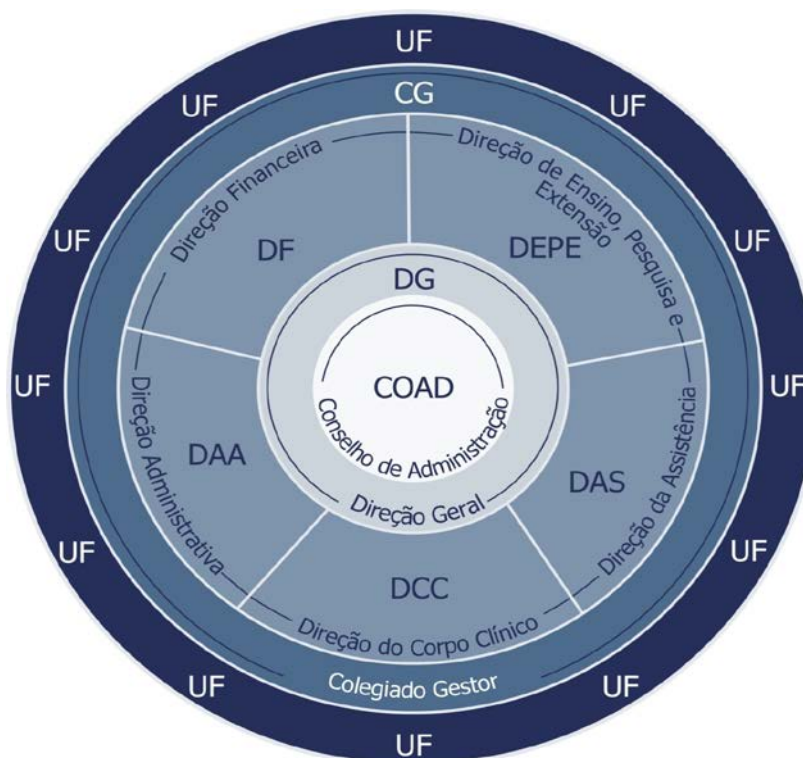 UF
UF
UF
CG
Direção Financeira
Direção de Ensino, Pesquisa e
Extensão
UF
UF
DF
DEPE
DG
COAD
Conselho de Administração
UF
UF
Direção Administrativa
DAA
DAS
Direção da Assistência
Direção Geral
UF
UF
DCC
Direção do Corpo Clínico
Colegiado Gestor
UF
UF
UF